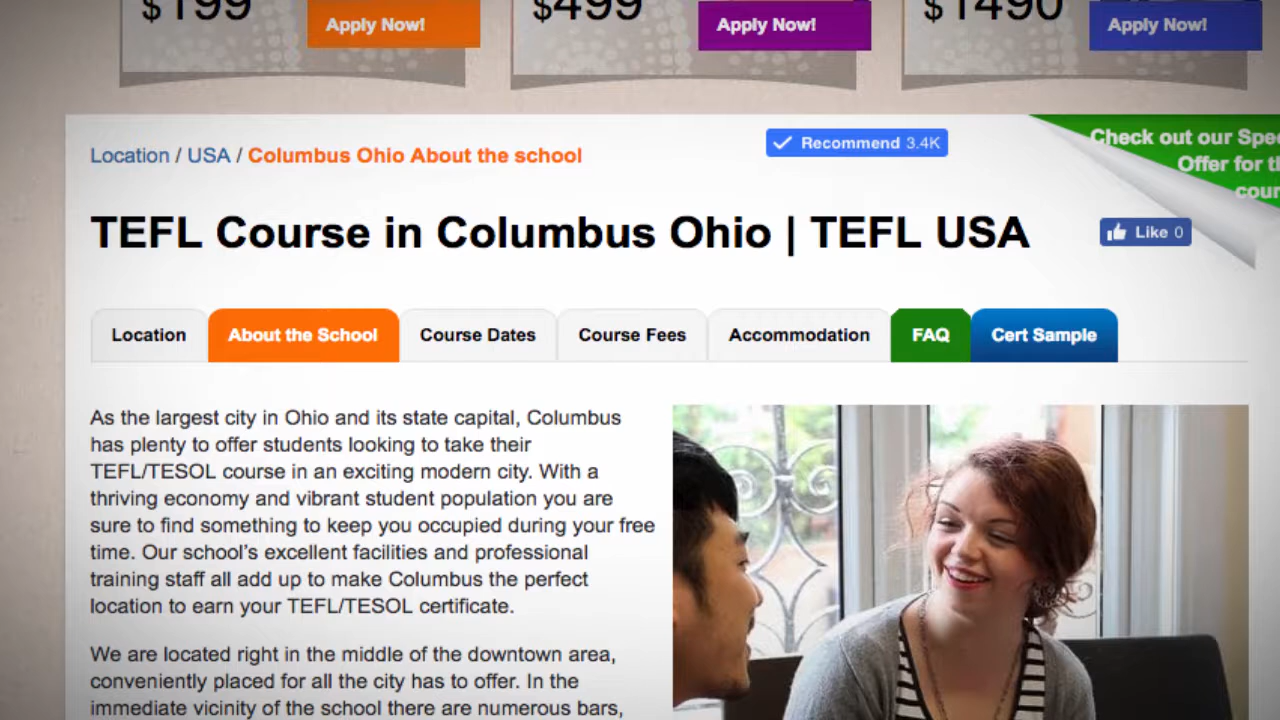 $199
$499
$1490
Apply Now!
Apply Now!
Apply Now!
Location / USA / Columbus Ohio About the school
Recommend 3.4K
Check out our Spe
Offer for t
cour
TEFL Course in Columbus Ohio | TEFL USA
Like 0
Location
About the School
Course Dates
Course Fees
Accommodation
FAQ
Cert Sample
As the largest city in Ohio and its state capital, Columbus
has plenty to offer students looking to take their
TEFL/TESOL course in an exciting modern city. With a
thriving economy and vibrant student population you are
sure to find something to keep you occupied during your free
time. Our school's excellent facilities and professional
training staff all add up to make Columbus the perfect
location to earn your TEFL/TESOL certificate.
We are located right in the middle of the downtown area,
conveniently placed for all the city has to offer. In the
immediate vicinity of the school there are numerous bars,